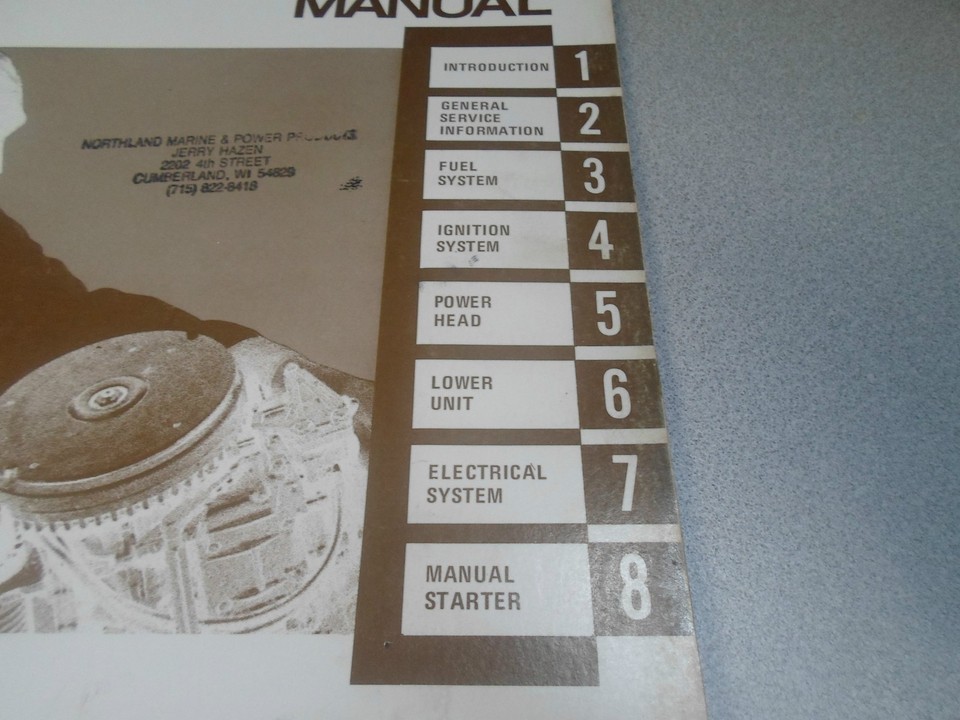 MANUAL
NORTHLAND MARINE & POWER PRODUCTS
JERRY HAZEN
2202 4th STREET
CUMBERLAND, WI 54829
(715) 822-8418
INTRODUCTION 1
GENERAL
SERVICE
INFORMATION 2
FUEL
SYSTEM 3
IGNITION
SYSTEM 4
POWER
HEAD 5
LOWER
UNIT 6
ELECTRICAL
SYSTEM 7
MANUAL
STARTER 8